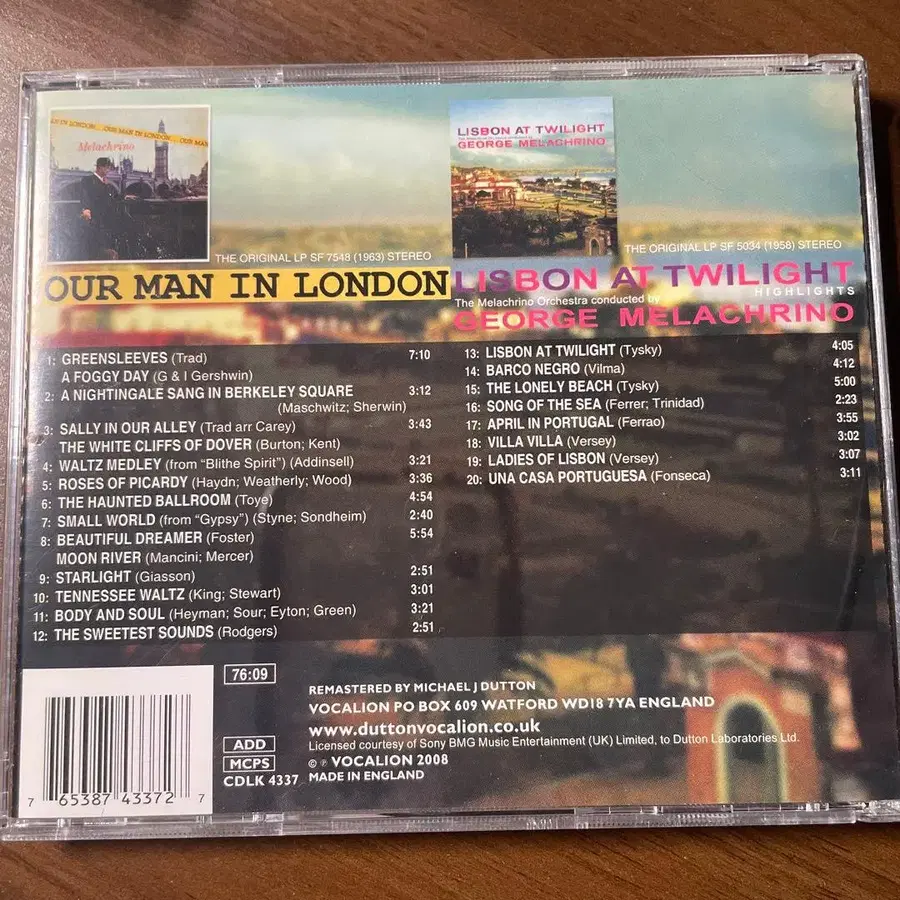 MAN IN LONDON . . OUR MAN IN LONDON . . . OUR MAN
Melachrino
LISBON AT TWILIGHT
The Melachrino Orchestra conducted by
GEORGE MELACHRINO
THE ORIGINAL LP SF 7548 (1963) STEREO
OUR MAN IN LONDON
THE ORIGINAL LP SF 5034 (1958) STEREO
LISBON AT TWILIGHT
HIGHLIGHTS
The Melachrino Orchestra conducted by
GEORGE MELACHRINO
1: GREENSLEEVES (Trad) 7:10
A FOGGY DAY (G & I Gershwin)
2: A NIGHTINGALE SANG IN BERKELEY SQUARE 3:12
(Maschwitz; Sherwin)
3: SALLY IN OUR ALLEY (Trad arr Carey) 3:43
THE WHITE CLIFFS OF DOVER (Burton; Kent)
4: WALTZ MEDLEY (from "Blithe Spirit") (Addinsell) 3:21
5: ROSES OF PICARDY (Haydn; Weatherly; Wood) 3:36
6: THE HAUNTED BALLROOM (Toye) 4:54
7: SMALL WORLD (from "Gypsy") (Styne; Sondheim) 2:40
8: BEAUTIFUL DREAMER (Foster) 5:54
MOON RIVER (Mancini; Mercer)
9: STARLIGHT (Giasson) 2:51
10: TENNESSEE WALTZ (King; Stewart) 3:01
11: BODY AND SOUL (Heyman; Sour; Eyton; Green) 3:21
12: THE SWEETEST SOUNDS (Rodgers) 2:51
13: LISBON AT TWILIGHT (Tysky) 4:05
14: BARCO NEGRO (Vilma) 4:12
15: THE LONELY BEACH (Tysky) 5:00
16: SONG OF THE SEA (Ferrer; Trinidad) 2:23
17: APRIL IN PORTUGAL (Ferrao) 3:55
18: VILLA VILLA (Versey) 3:02
19: LADIES OF LISBON (Versey) 3:07
20: UNA CASA PORTUGUESA (Fonseca) 3:11
76:09
ADD
MCPS
CDLK 4337
REMASTERED BY MICHAEL J DUTTON
VOCALION PO BOX 609 WATFORD WD18 7YA ENGLAND
www.duttonvocalion.co.uk
Licensed courtesy of Sony BMG Music Entertainment (UK) Limited, to Dutton Laboratories Ltd.
© ℗ VOCALION 2008
MADE IN ENGLAND
7 65387 43372 7